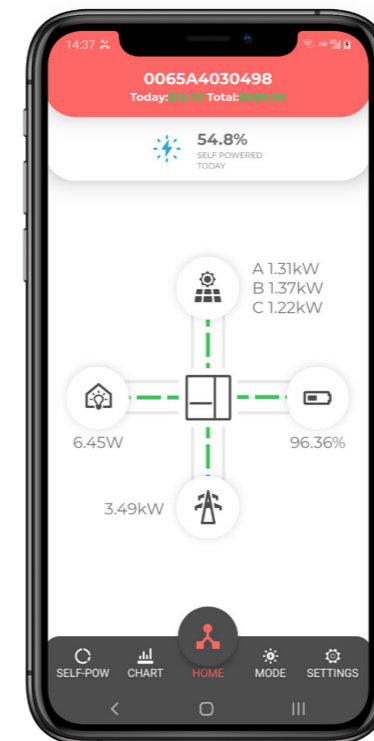 14:37
0065A4030498
Today:$13.70 Total:$689.06
54.8%
SELF POWERED
TODAY
A 1.31kW
B 1.37kW
C 1.22kW
6.45W
96.36%
3.49kW
SELF-POW CHART HOME MODE SETTINGS